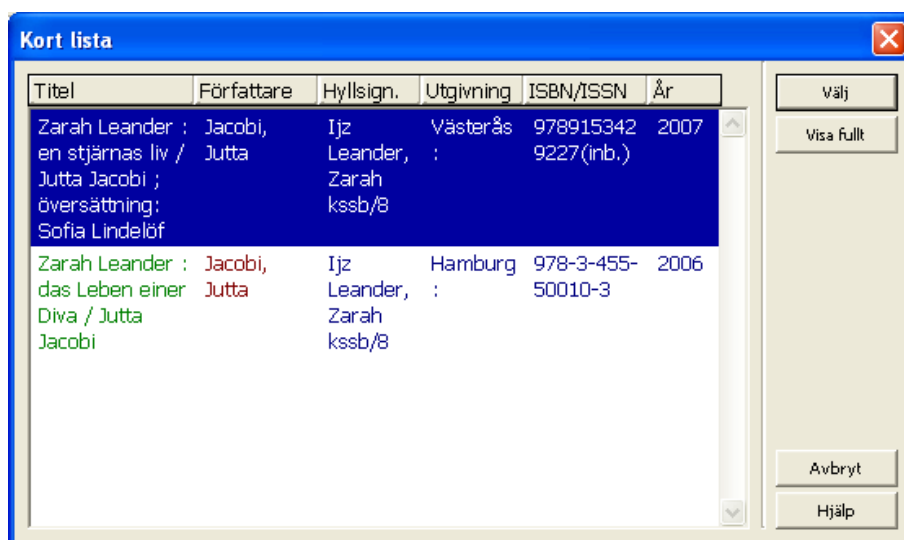 Kort lista
Titel Författare Hyllsign. Utgivning ISBN/ISSN År
Zarah Leander : Jacobi, Ijz Västerås 978915342 2007
en stjärnas liv / Jutta Leander, : 9227(inb.)
Jutta Jacobi ; Zarah
översättning: kssb/8
Sofia Lindelöf
Zarah Leander : Jacobi, Ijz Hamburg 978-3-455- 2006
das Leben einer Jutta Leander, : 50010-3
Diva / Jutta Zarah
Jacobi kssb/8
Välj
Visa fullt
Avbryt
Hjälp